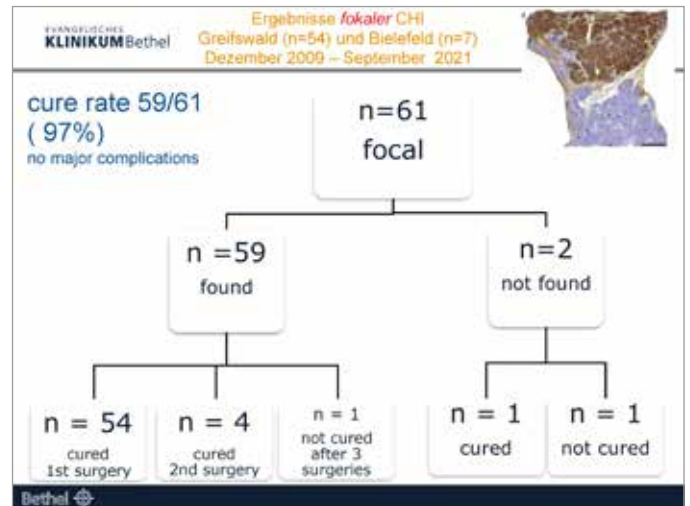 EVANGELISCHES
KLINIKUM Bethel
Ergebnisse fokaler CHI
Greifswald (n=54) und Bielefeld (n=7)
Dezember 2009 – September 2021
cure rate 59/61
( 97%)
no major complications
n=61
focal
n =59
found
n=2
not found
n = 54
cured
1st surgery
n = 4
cured
2nd surgery
n = 1
not cured
after 3
surgeries
n = 1
cured
n = 1
not cured
Bethel